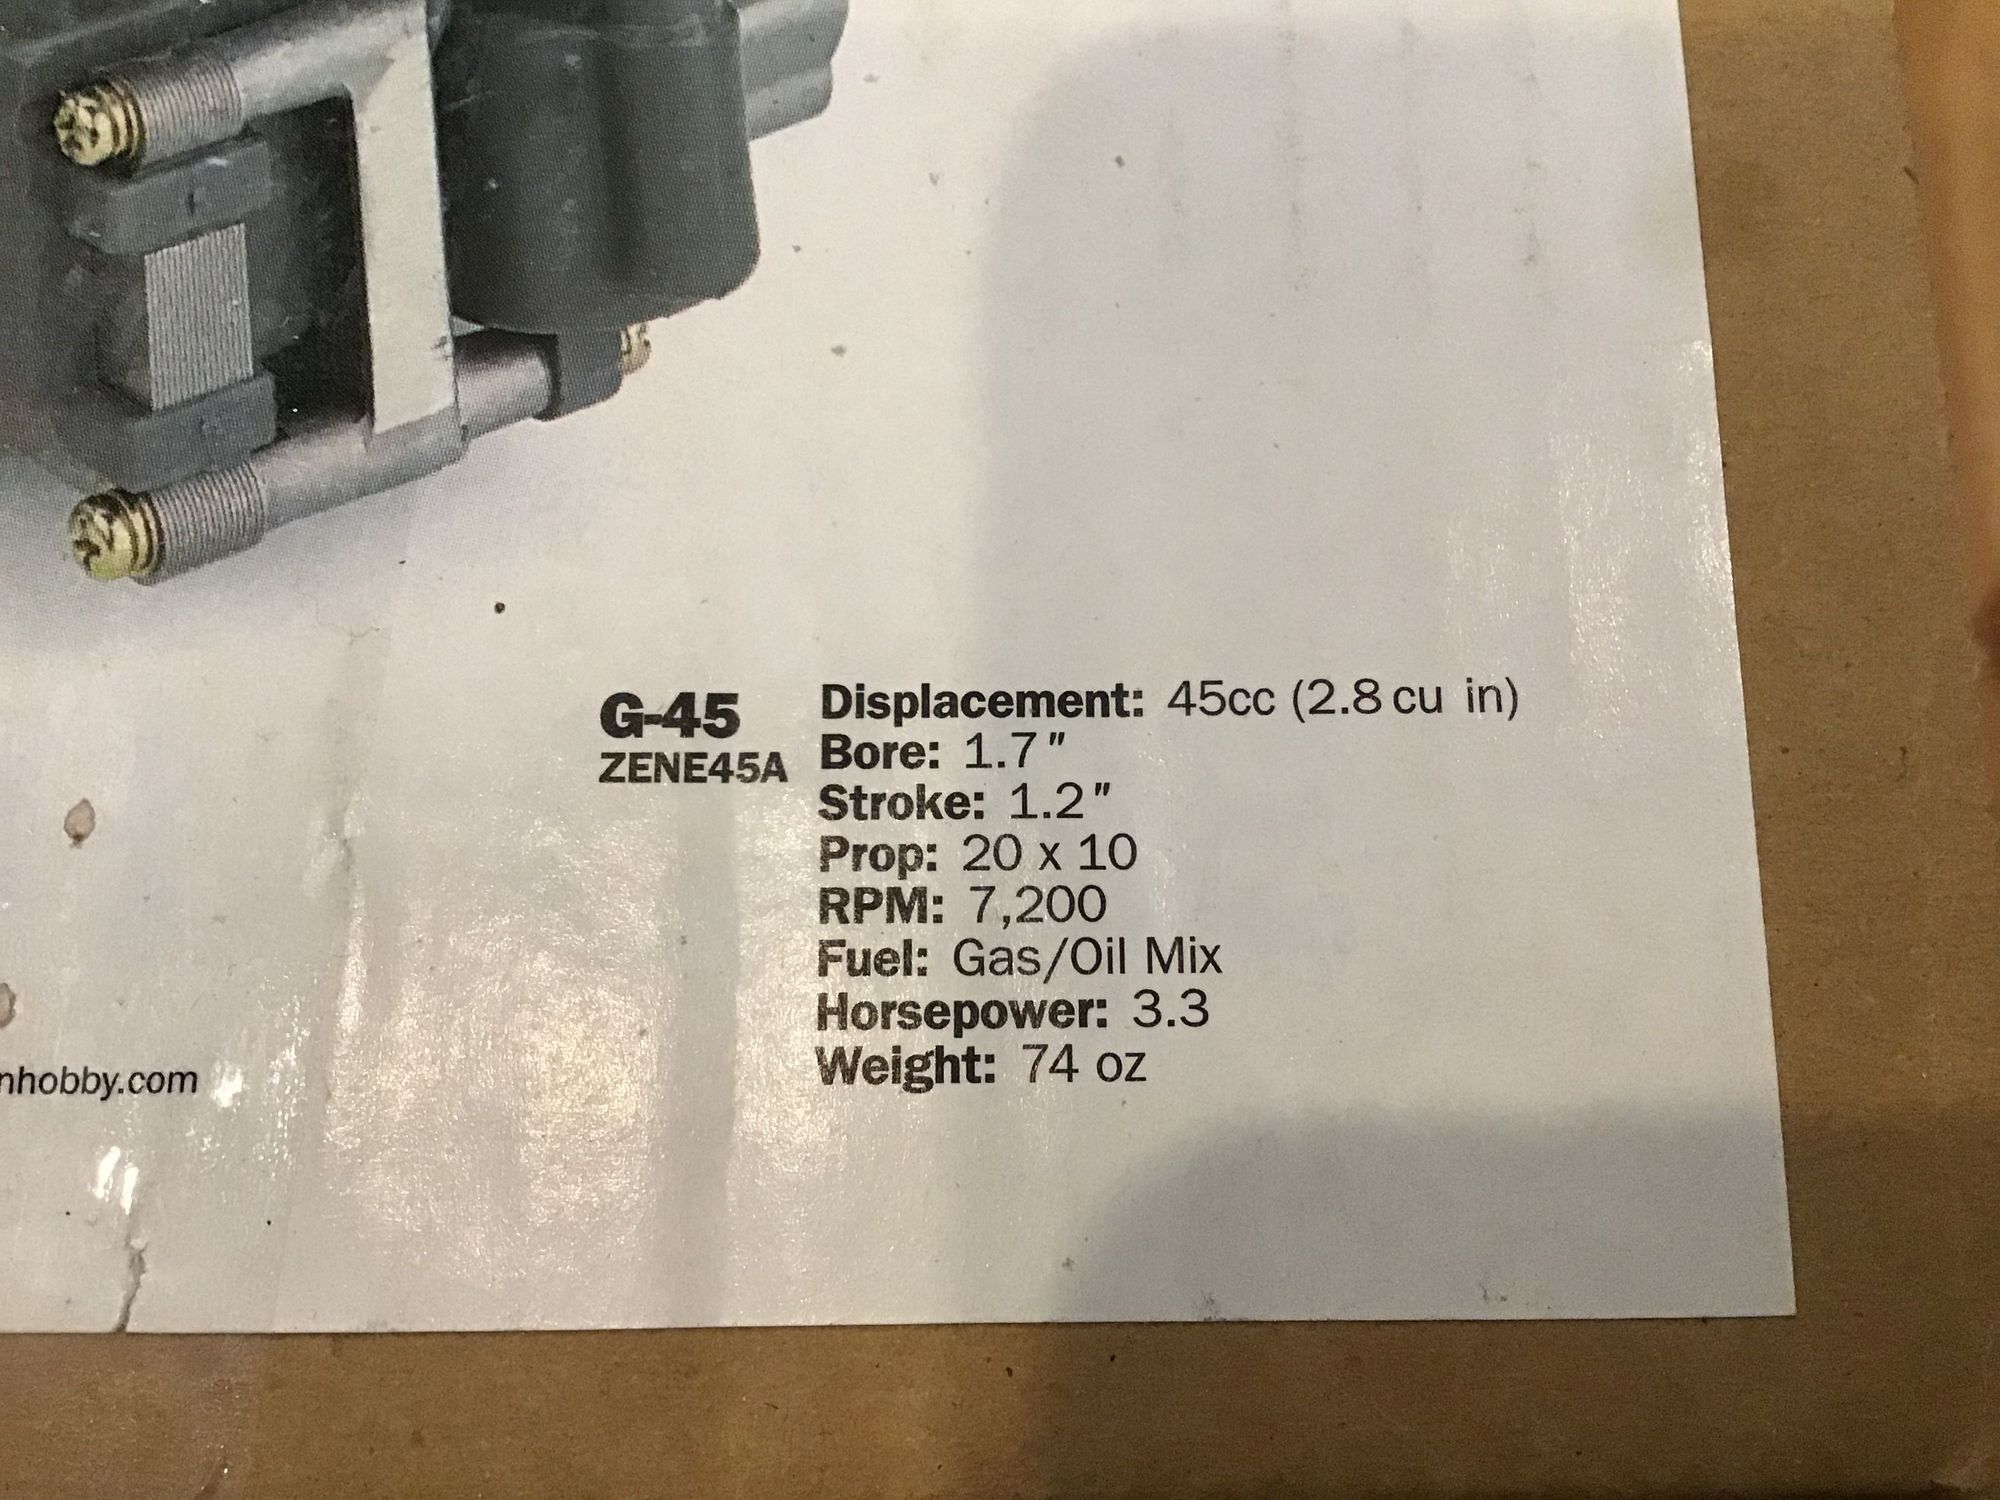 G-45
ZENE45A
Displacement: 45cc (2.8 cu in)
Bore: 1.7"
Stroke: 1.2"
Prop: 20 x 10
RPM: 7,200
Fuel: Gas/Oil Mix
Horsepower: 3.3
Weight: 74 oz
nhobby.com